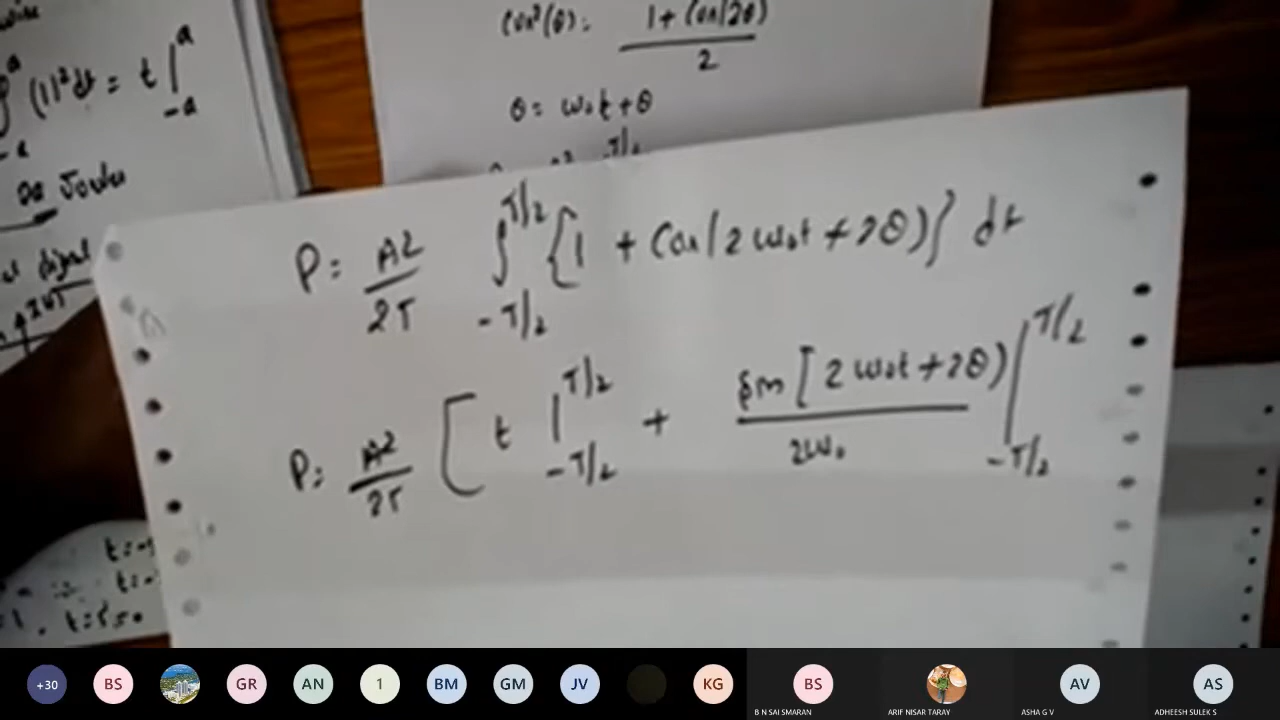 ∫ (1)² dt = t |
a
-a
Cos²(θ) = 1 + Cos(2θ)
2
θ = ω₀t + θ
P = A²/2T ∫ T/2 -T/2 {1 + Cos(2ω₀t + 2θ)} dt
P = A²/2T [ t | T/2 -T/2 + Sin[2ω₀t + 2θ) / 2ω₀ | T/2 -T/2
+30 BS GR AN 1 BM GM JV KG BS AV AS
B N SAI SMARAN ARIF NISAR TARAY ASHA G V ADHEESH SULEK S